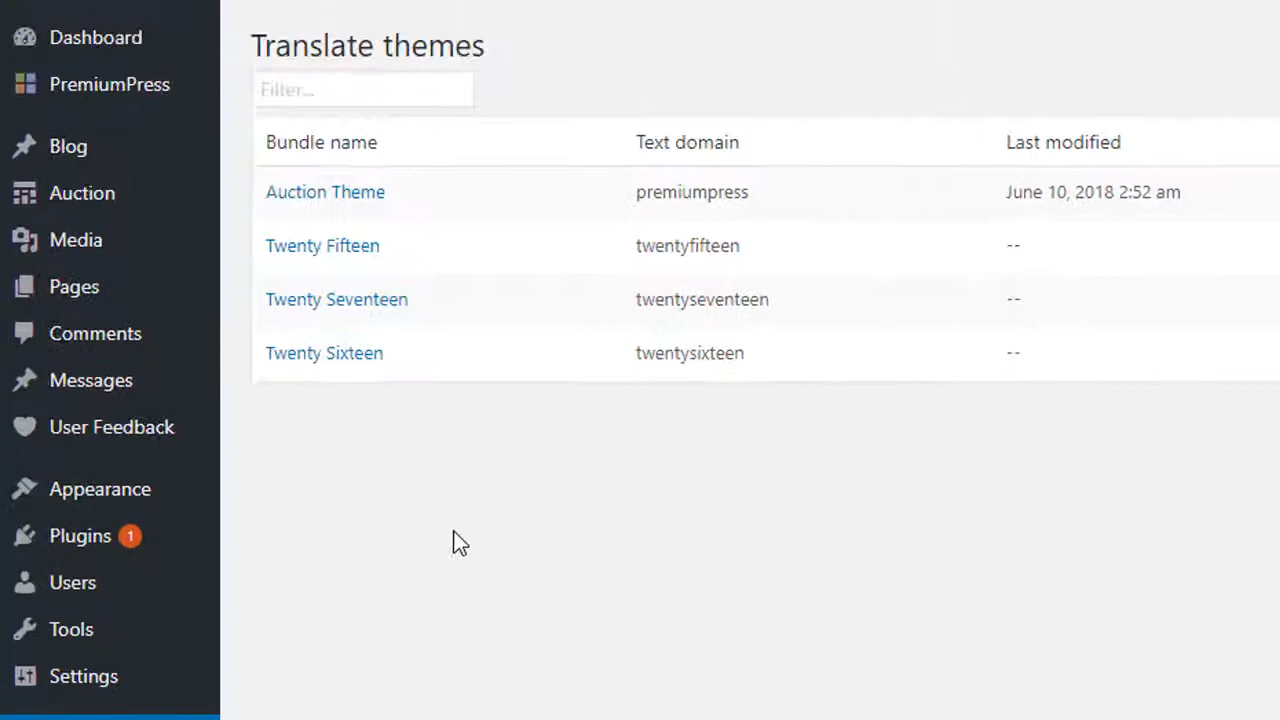 Dashboard
PremiumPress
Blog
Auction
Media
Pages
Comments
Messages
User Feedback
Appearance
Plugins 1
Users
Tools
Settings
Translate themes
Filter...
Bundle name Text domain Last modified
Auction Theme premiumpress June 10, 2018 2:52 am
Twenty Fifteen twentyfifteen --
Twenty Seventeen twentyseventeen --
Twenty Sixteen twentysixteen --